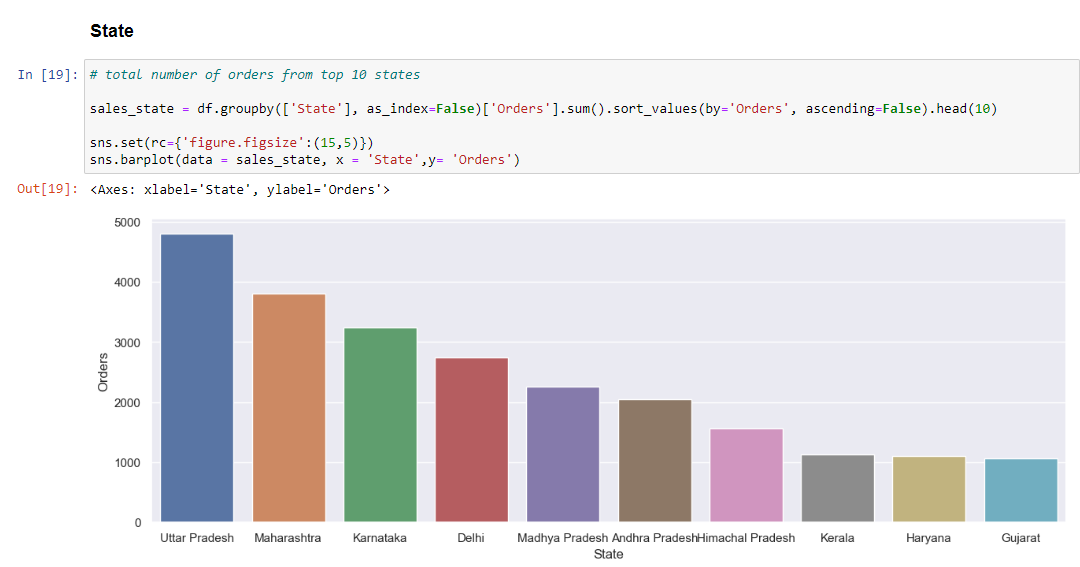 State
In [19]: # total number of orders from top 10 states
sales_state = df.groupby(['State'], as_index=False)['Orders'].sum().sort_values(by='Orders', ascending=False).head(10)
sns.set(rc={'figure.figsize':(15,5)})
sns.barplot(data = sales_state, x = 'State',y= 'Orders')
Out[19]: <Axes: xlabel='State', ylabel='Orders'>
5000
4000
3000
2000
1000
0
Orders
Uttar Pradesh Maharashtra Karnataka Delhi Madhya Pradesh Andhra Pradesh Himachal Pradesh Kerala Haryana Gujarat
State